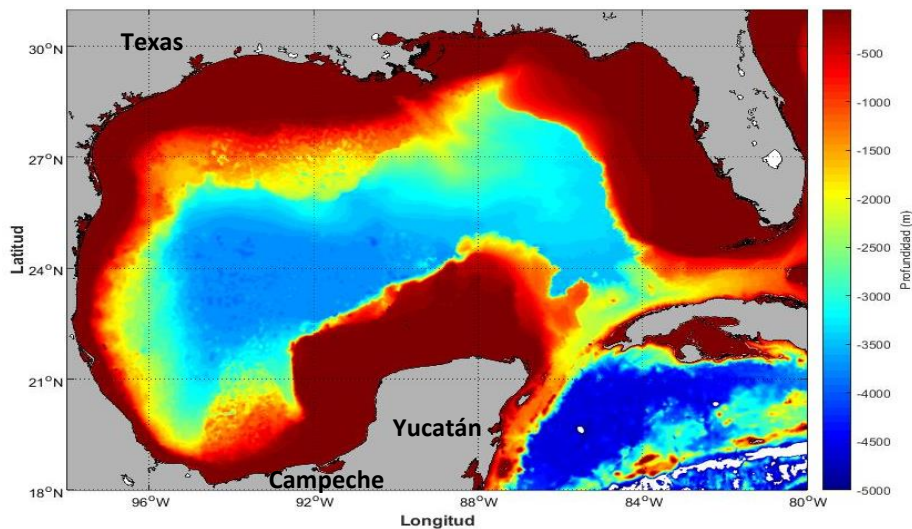 Texas
Yucatán
Campeche
30°N
27°N
24°N
21°N
18°N
Latitud
96°W
92°W
88°W
84°W
80°W
Longitud
-500
-1000
-1500
-2000
-2500
-3000
-3500
-4000
-4500
-5000
Profundidad (m)